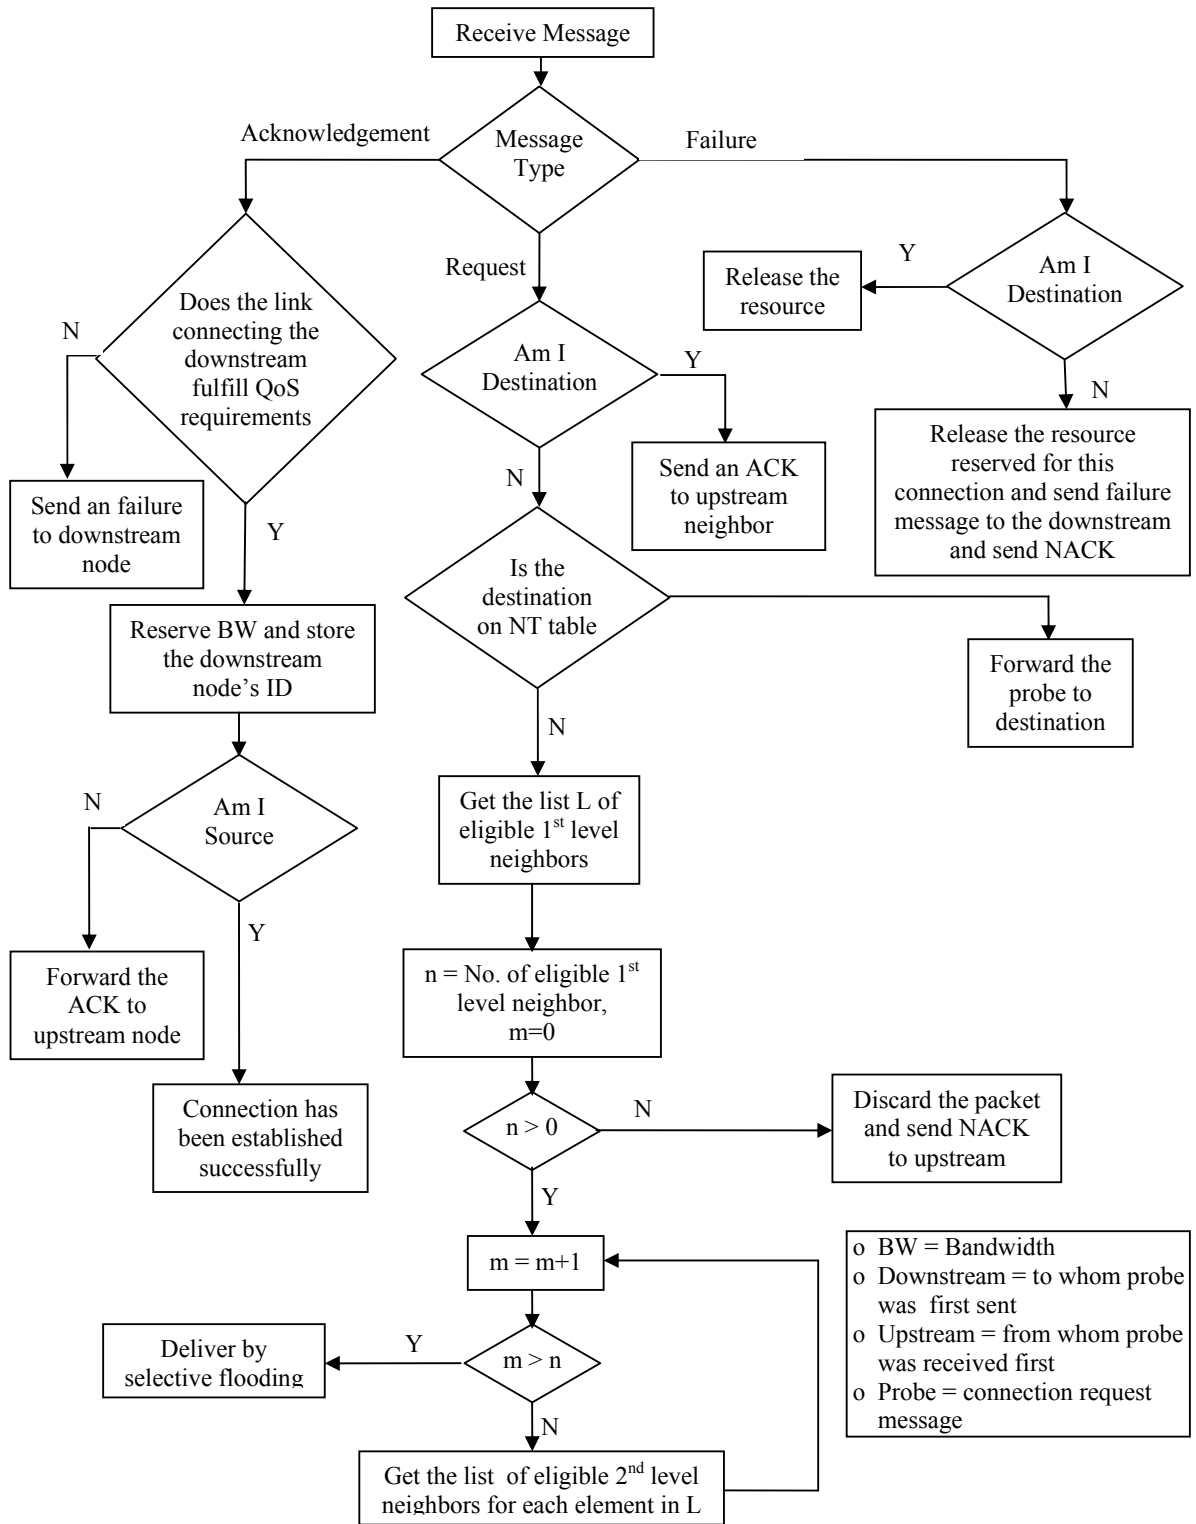 Receive Message
Message
Type
Acknowledgement
Failure
Request
Does the link
connecting the
downstream
fulfill QoS
requirements
N
Y
Send an failure
to downstream
node
Reserve BW and store
the downstream
node’s ID
Am I
Source
N
Y
Forward the
ACK to
upstream node
Connection has
been established
successfully
Am I
Destination
Y
N
Send an ACK
to upstream
neighbor
Is the
destination
on NT table
Forward the
probe to
destination
N
Get the list L of
eligible 1st level
neighbors
n = No. of eligible 1st
level neighbor,
m=0
n > 0
N
Y
Discard the packet
and send NACK
to upstream
m = m+1
m > n
Y
N
Deliver by
selective flooding
Get the list of eligible 2nd level
neighbors for each element in L
Am I
Destination
Y
N
Release the
resource
Release the resource
reserved for this
connection and send failure
message to the downstream
and send NACK
o BW = Bandwidth
o Downstream = to whom probe
was first sent
o Upstream = from whom probe
was received first
o Probe = connection request
message